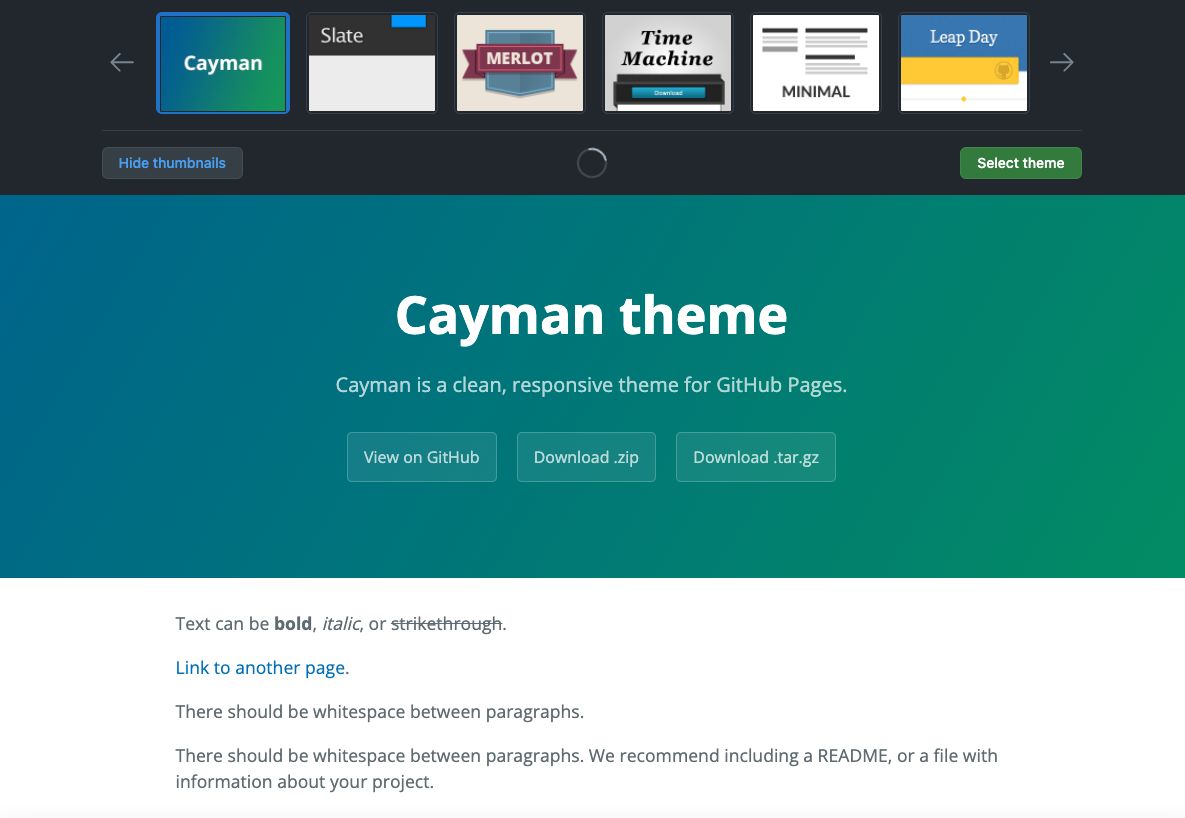 Cayman
Slate
MERLOT
Time
Machine
Download
MINIMAL
Leap Day
Hide thumbnails
Select theme
Cayman theme
Cayman is a clean, responsive theme for GitHub Pages.
View on GitHub
Download .zip
Download .tar.gz
Text can be bold, italic, or strikethrough.
Link to another page.
There should be whitespace between paragraphs.
There should be whitespace between paragraphs. We recommend including a README, or a file with
information about your project.